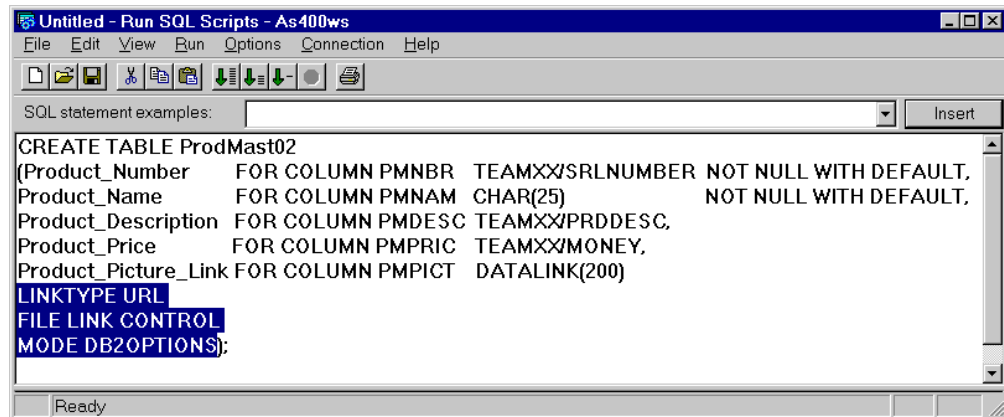 Untitled - Run SQL Scripts - As400ws
File Edit View Run Options Connection Help
SQL statement examples: Insert
CREATE TABLE ProdMast02
(Product_Number FOR COLUMN PMNBR TEAMXX/SRLNUMBER NOT NULL WITH DEFAULT,
Product_Name FOR COLUMN PMNAM CHAR(25) NOT NULL WITH DEFAULT,
Product_Description FOR COLUMN PMDESC TEAMXX/PRDDESC,
Product_Price FOR COLUMN PMPRIC TEAMXX/MONEY,
Product_Picture_Link FOR COLUMN PMPICT DATALINK(200)
LINKTYPE URL
FILE LINK CONTROL
MODE DB2OPTIONS);
Ready